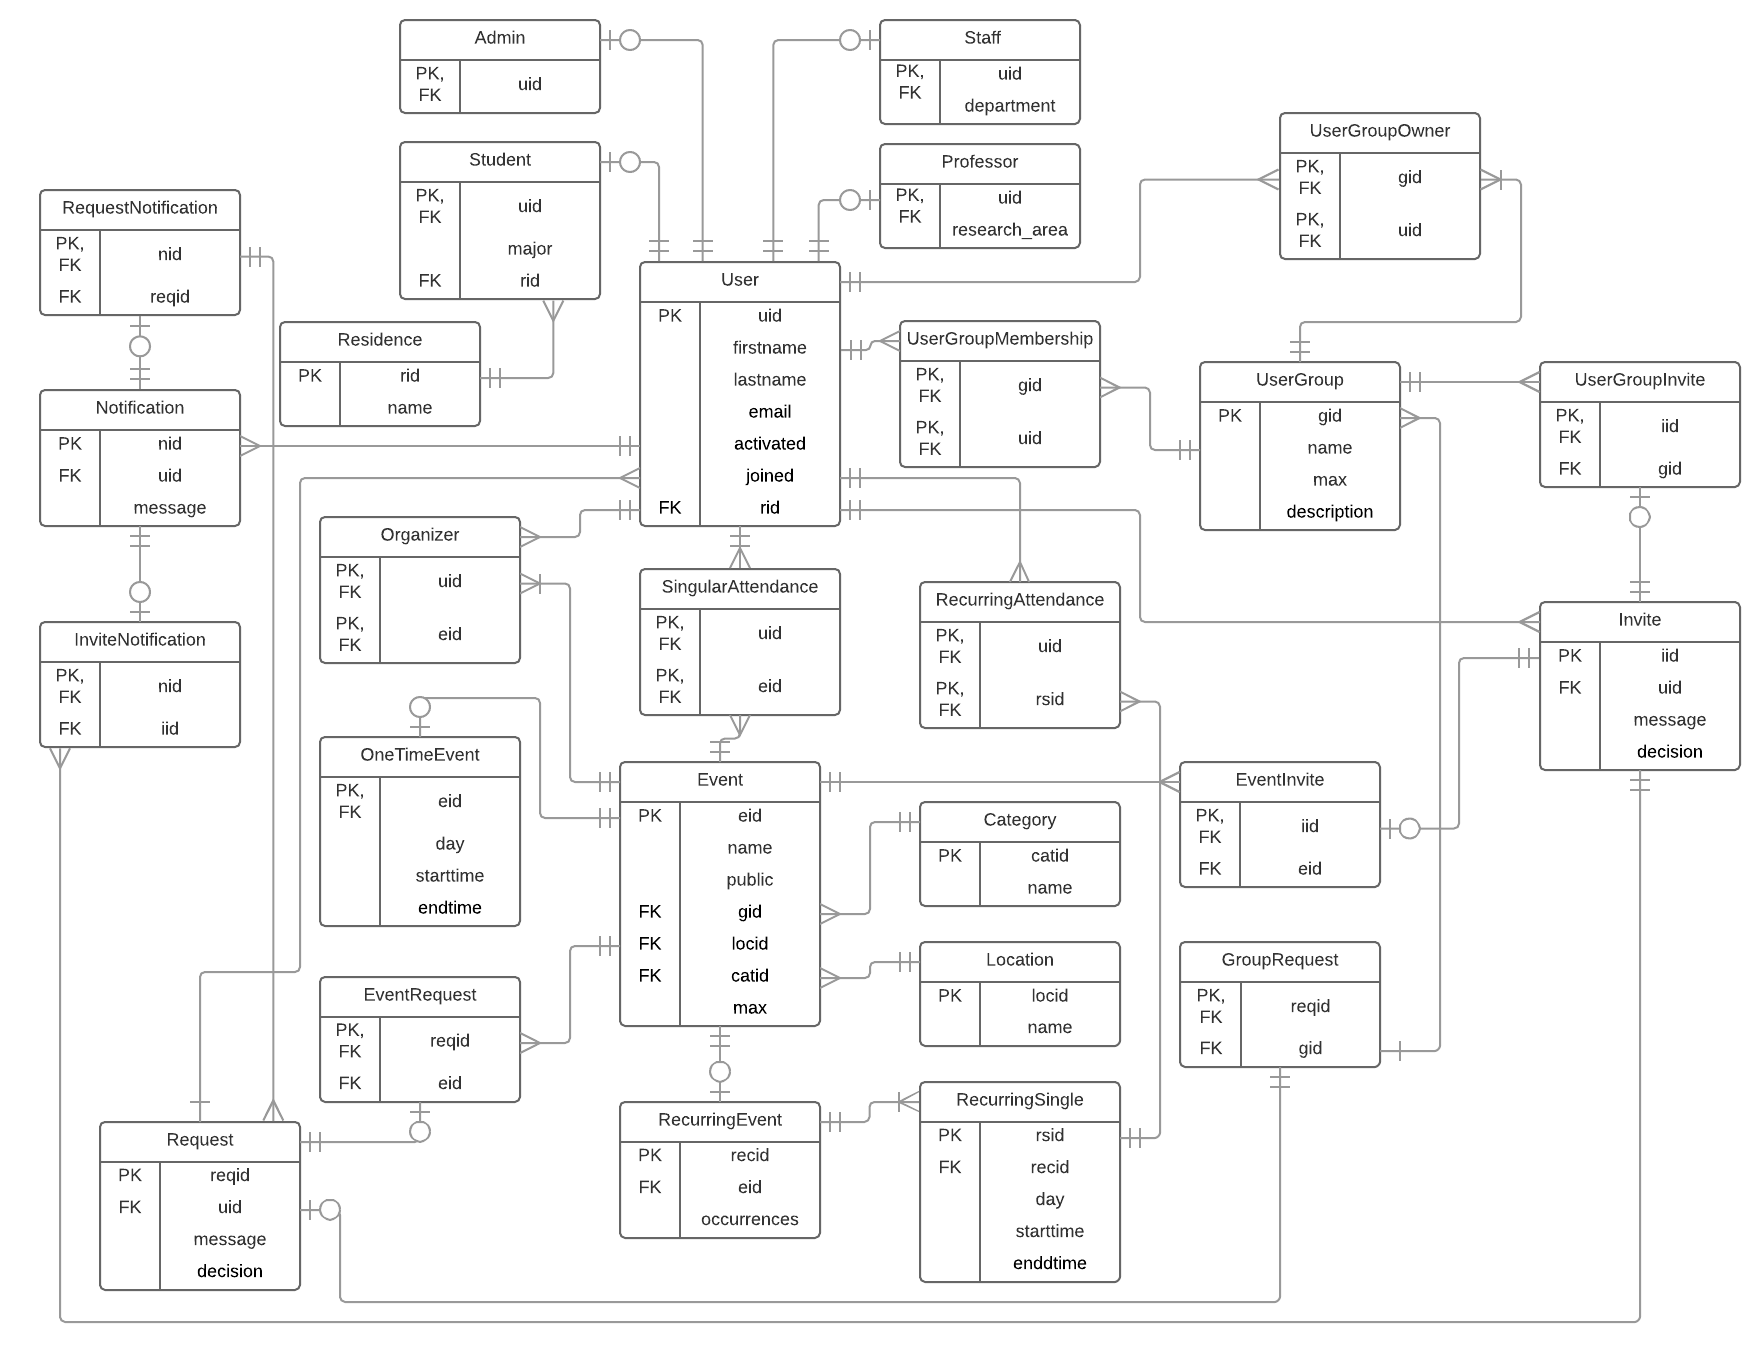 Admin
PK,
FK
uid
Staff
PK,
FK
uid
department
Student
PK,
FK
uid
major
FK
rid
Professor
PK,
FK
uid
research_area
UserGroupOwner
PK,
FK
gid
PK,
FK
uid
RequestNotification
PK,
FK
nid
FK
reqid
Residence
PK
rid
name
User
PK
uid
firstname
lastname
email
activated
joined
FK
rid
UserGroupMembership
PK,
FK
gid
PK,
FK
uid
UserGroup
PK
gid
name
max
description
UserGroupInvite
PK,
FK
iid
FK
gid
Notification
PK
nid
FK
uid
message
Organizer
PK,
FK
uid
PK,
FK
eid
SingularAttendance
PK,
FK
uid
PK,
FK
eid
RecurringAttendance
PK,
FK
uid
PK,
FK
rsid
Invite
PK
iid
FK
uid
message
decision
InviteNotification
PK,
FK
nid
FK
iid
OneTimeEvent
PK,
FK
eid
day
starttime
endtime
Event
PK
eid
name
public
FK
gid
FK
locid
FK
catid
max
Category
PK
catid
name
EventInvite
PK,
FK
iid
FK
eid
Location
PK
locid
name
GroupRequest
PK,
FK
reqid
FK
gid
EventRequest
PK,
FK
reqid
FK
eid
Request
PK
reqid
FK
uid
message
decision
RecurringEvent
PK
recid
FK
eid
occurrences
RecurringSingle
PK
rsid
FK
recid
day
starttime
enddtime